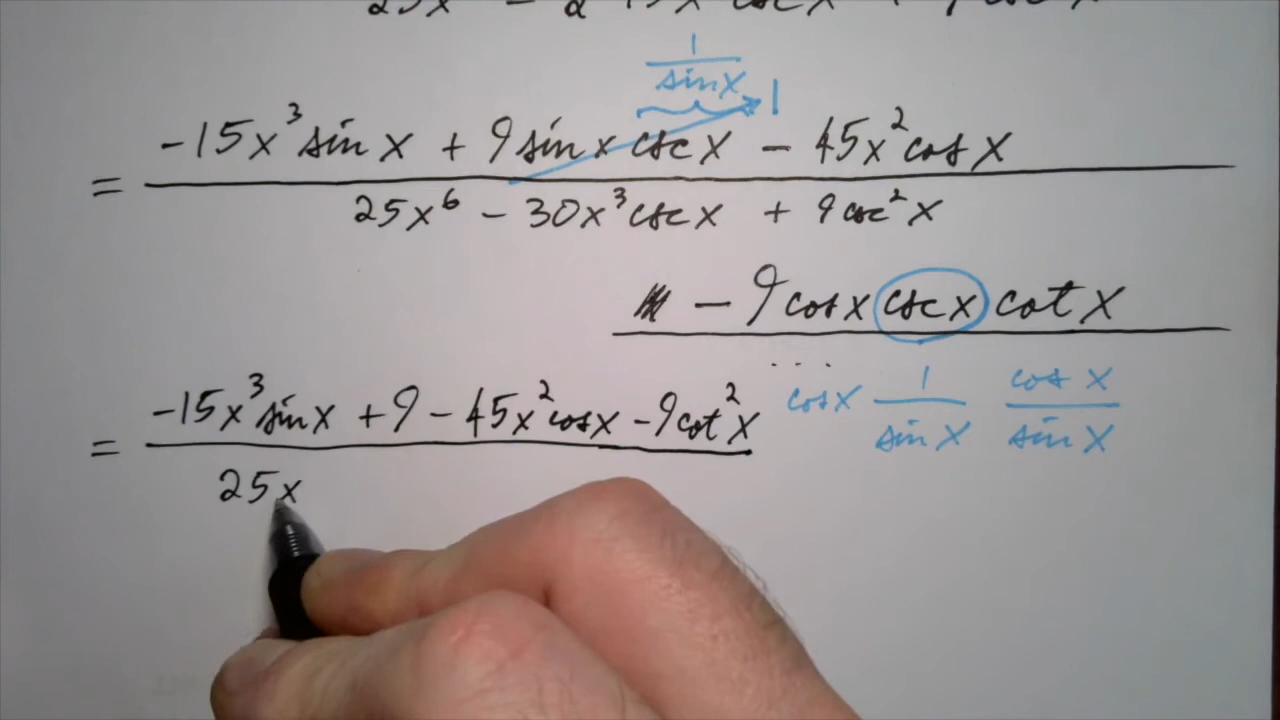 1
sin x
1
-15x³ sin x + 9 sin x csc x - 45x² cos x
=
25x⁶ - 30x³ csc x + 9 csc² x
- 9 cos x csc x cot x
...
-15x³ sin x + 9 - 45x² cos x - 9 cot² x
=
25x
cos x 1 cos x
sin x sin x